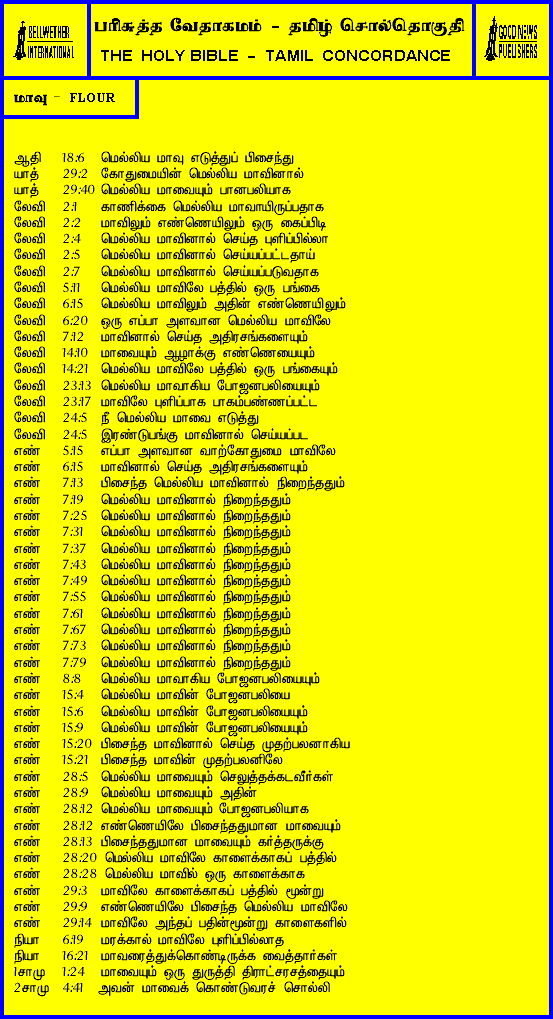 BELLWETHER
INTERNATIONAL
பரிசுத்த வேதாகமம் - தமிழ் சொல்தொகுதி
THE HOLY BIBLE - TAMIL CONCORDANCE
GOOD NEWS
PUBLISHERS
மாவு - FLOUR
ஆதி 18:6 மெல்லிய மாவு எடுத்துப் பிசைந்து
யாத் 29:2 கோதுமையின் மெல்லிய மாவினால்
யாத் 29:40 மெல்லிய மாவையும் பானபலியாக
லேவி 2:1 காணிக்கை மெல்லிய மாவாயிருப்பதாக
லேவி 2:2 மாவிலும் எண்ணெயிலும் ஒரு கைப்பிடி
லேவி 2:4 மெல்லிய மாவினால் செய்த புளிப்பில்லா
லேவி 2:5 மெல்லிய மாவினால் செய்யப்பட்டதாய்
லேவி 2:7 மெல்லிய மாவினால் செய்யப்படுவதாக
லேவி 5:11 மெல்லிய மாவிலே பத்தில் ஒரு பங்கை
லேவி 6:15 மெல்லிய மாவிலும் அதின் எண்ணெயிலும்
லேவி 6:20 ஒரு எப்பா அளவான மெல்லிய மாவிலே
லேவி 7:12 மாவினால் செய்த அதிரசங்களையும்
லேவி 14:10 மாவையும் ஆழாக்கு எண்ணையையும்
லேவி 14:21 மெல்லிய மாவிலே பத்தில் ஒரு பங்கையும்
லேவி 23:13 மெல்லிய மாவாகிய போஜனபலியையும்
லேவி 23:17 மாவிலே புளிப்பாக பாகம்பண்ணப்பட்ட
லேவி 24:5 நீ மெல்லிய மாவை எடுத்து
லேவி 24:5 இரண்டுபங்கு மாவினால் செய்யப்பட
எண் 5:15 எப்பா அளவான வாற்கோதுமை மாவிலே
எண் 6:15 மாவினால் செய்த அதிரசங்களையும்
எண் 7:13 பிசைந்த மெல்லிய மாவினால் நிறைந்ததும்
எண் 7:19 மெல்லிய மாவினால் நிறைந்ததும்
எண் 7:25 மெல்லிய மாவினால் நிறைந்ததும்
எண் 7:31 மெல்லிய மாவினால் நிறைந்ததும்
எண் 7:37 மெல்லிய மாவினால் நிறைந்ததும்
எண் 7:43 மெல்லிய மாவினால் நிறைந்ததும்
எண் 7:49 மெல்லிய மாவினால் நிறைந்ததும்
எண் 7:55 மெல்லிய மாவினால் நிறைந்ததும்
எண் 7:61 மெல்லிய மாவினால் நிறைந்ததும்
எண் 7:67 மெல்லிய மாவினால் நிறைந்ததும்
எண் 7:73 மெல்லிய மாவினால் நிறைந்ததும்
எண் 7:79 மெல்லிய மாவினால் நிறைந்ததும்
எண் 8:8 மெல்லிய மாவாகிய போஜனபலியையும்
எண் 15:4 மெல்லிய மாவின் போஜனபலியை
எண் 15:6 மெல்லிய மாவின் போஜனபலியையும்
எண் 15:9 மெல்லிய மாவின் போஜனபலியையும்
எண் 15:20 பிசைந்த மாவினால் செய்த முதற்பலனாகிய
எண் 15:21 பிசைந்த மாவின் முதற்பலனிலே
எண் 28:5 மெல்லிய மாவையும் செலுத்தக்கடவீர்கள்
எண் 28:9 மெல்லிய மாவையும் அதின்
எண் 28:12 மெல்லிய மாவையும் போஜனபலியாக
எண் 28:12 எண்ணெயிலே பிசைந்ததுமான மாவையும்
எண் 28:13 பிசைந்ததுமான மாவையும் கர்த்தருக்கு
எண் 28:20 மெல்லிய மாவிலே காளைக்காகப் பத்தில்
எண் 28:28 மெல்லிய மாவில் ஒரு காளைக்காக
எண் 29:3 மாவிலே காளைக்காகப் பத்தில் மூன்று
எண் 29:9 எண்ணெயிலே பிசைந்த மெல்லிய மாவிலே
எண் 29:14 மாவிலே அந்தப் பதின்மூன்று காளைகளில்
நியா 6:19 மரக்கால் மாவிலே புளிப்பில்லாத
நியா 16:21 மாவரைத்துக்கொண்டிருக்க வைத்தார்கள்
1சாமு 1:24 மாவையும் ஒரு துருத்தி திராட்சரசத்தையும்
2சாமு 4:41 அவன் மாவைக் கொண்டுவரச் சொல்லி